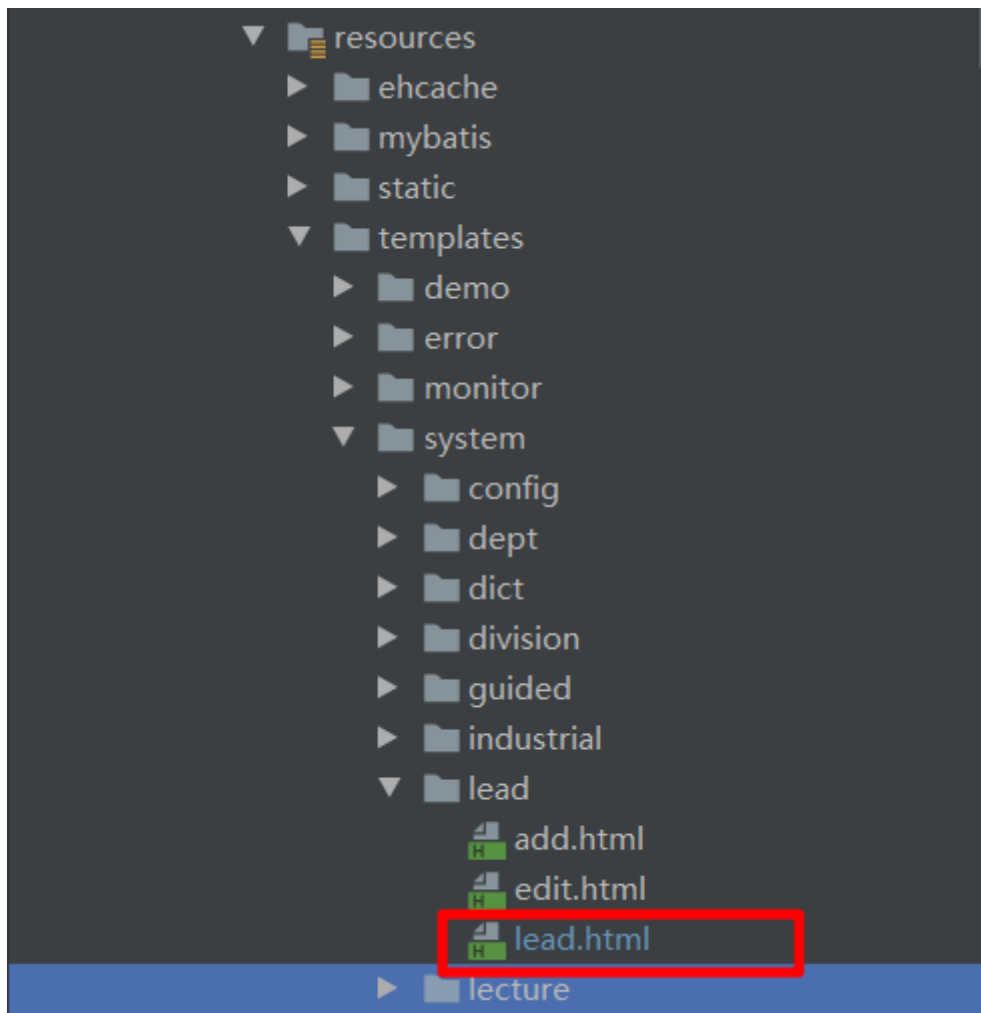 resources
ehcache
mybatis
static
templates
demo
error
monitor
system
config
dept
dict
division
guided
industrial
lead
H add.html
H edit.html
H lead.html
lecture